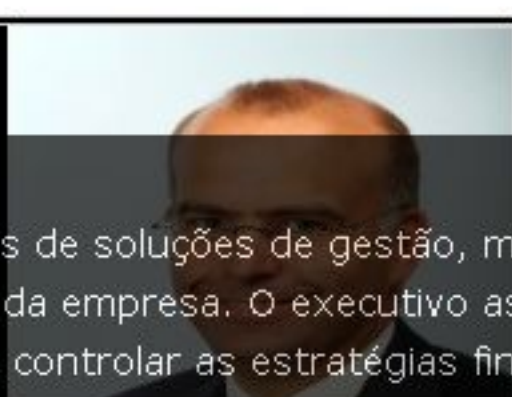 s de soluções de gestão, m
da empresa. O executivo as
controlar as estratégias fin